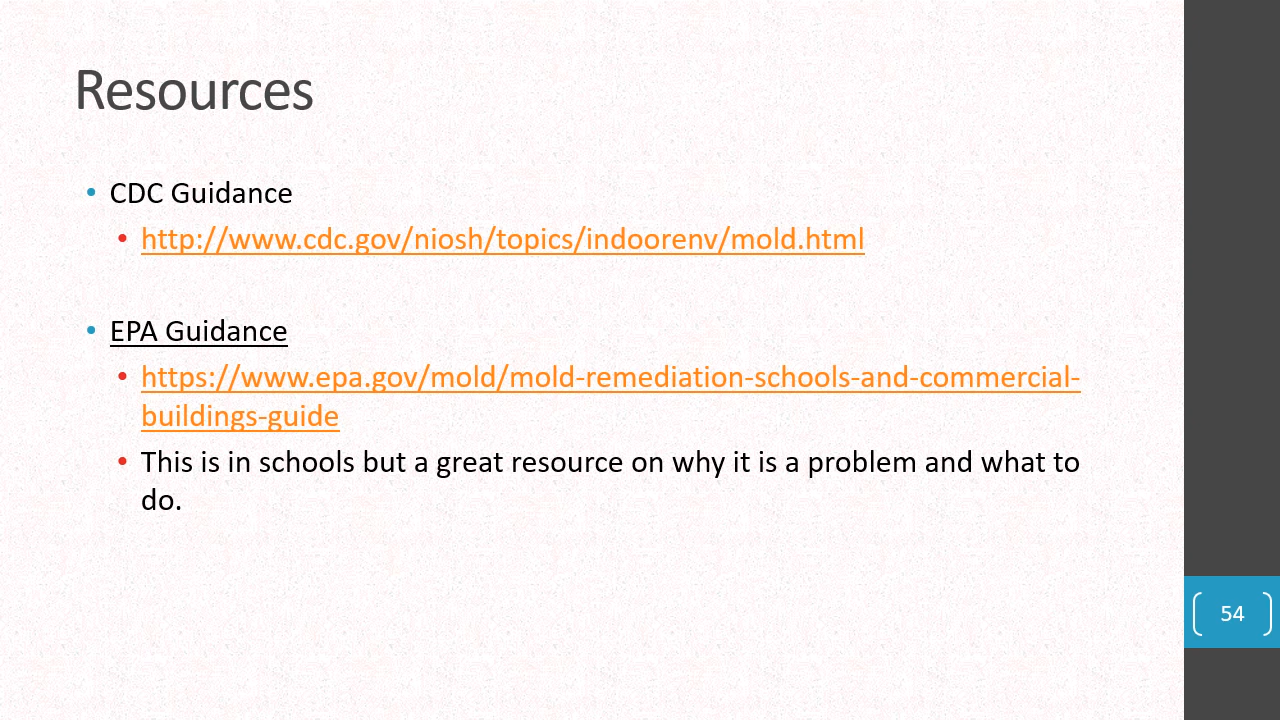 Resources
• CDC Guidance
• http://www.cdc.gov/niosh/topics/indoorenv/mold.html
• EPA Guidance
• https://www.epa.gov/mold/mold-remediation-schools-and-commercial-
buildings-guide
• This is in schools but a great resource on why it is a problem and what to
do.
54